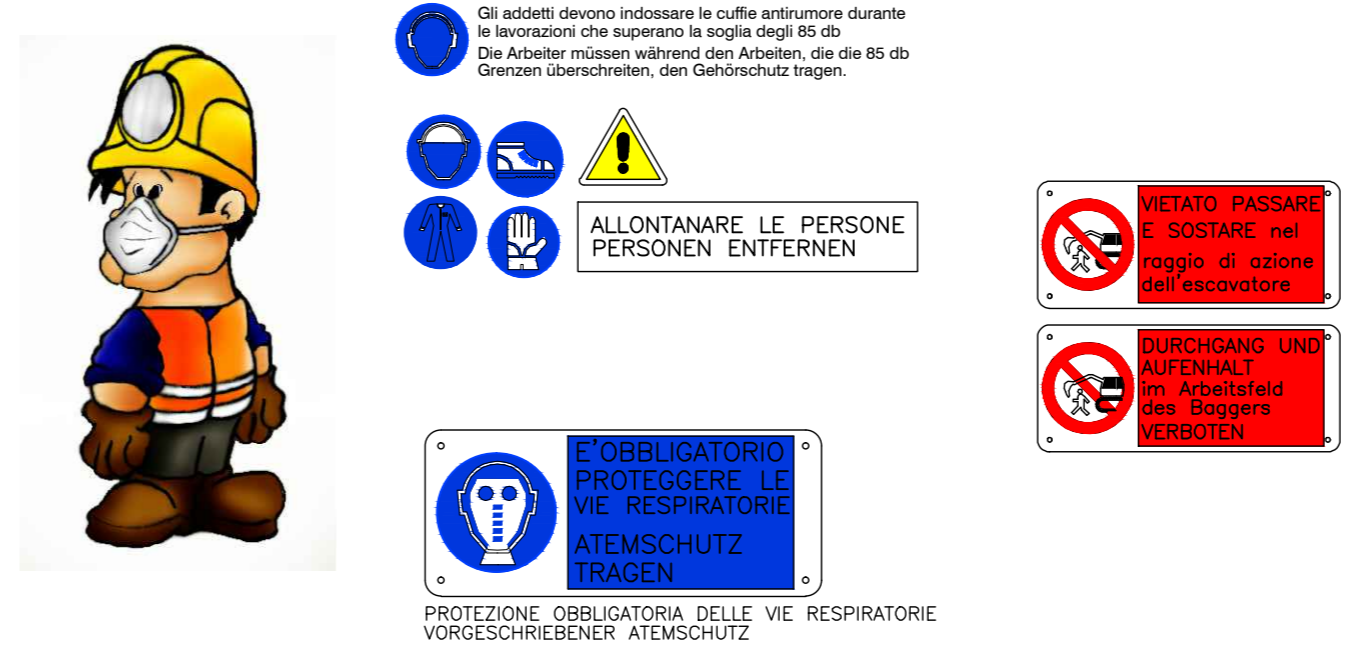 Gli addetti devono indossare le cuffie antirumore durante
le lavorazioni che superano la soglia degli 85 db
Die Arbeiter müssen während den Arbeiten, die die 85 db
Grenzen überschreiten, den Gehörschutz tragen.
ALLONTANARE LE PERSONE
PERSONEN ENTFERNEN
VIETATO PASSARE
E SOSTARE nel
raggio di azione
dell'escavatore
DURCHGANG UND
AUFENHALT
im Arbeitsfeld
des Baggers
VERBOTEN
E'OBBLIGATORIO
PROTEGGERE LE
VIE RESPIRATORIE
ATEMSCHUTZ
TRAGEN
PROTEZIONE OBBLIGATORIA DELLE VIE RESPIRATORIE
VORGESCHRIEBENER ATEMSCHUTZ